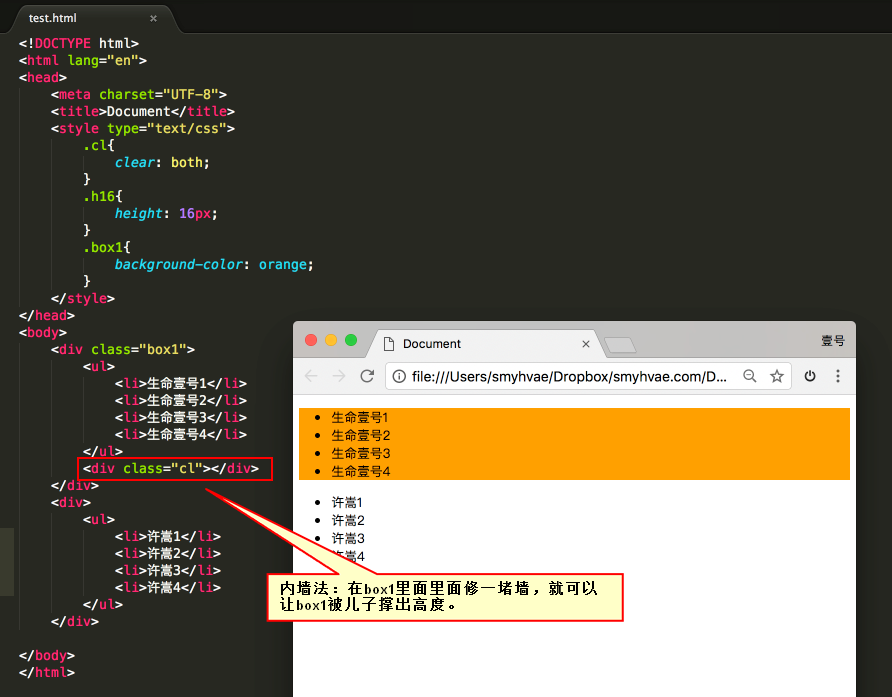 test.html ×
<!DOCTYPE html>
<html lang="en">
<head>
    <meta charset="UTF-8">
    <title>Document</title>
    <style type="text/css">
        .cl{
            clear: both;
        }
        .h16{
            height: 16px;
        }
        .box1{
            background-color: orange;
        }
    </style>
</head>
<body>
    <div class="box1">
        <ul>
            <li>生命壹号1</li>
            <li>生命壹号2</li>
            <li>生命壹号3</li>
            <li>生命壹号4</li>
        </ul>
        <div class="cl"></div>
    </div>
    <div>
        <ul>
            <li>许嵩1</li>
            <li>许嵩2</li>
            <li>许嵩3</li>
            <li>许嵩4</li>
        </ul>
    </div>
</body>
</html>
Document × 壹号
file:///Users/smyhvae/Dropbox/smyhvae.com/D...
• 生命壹号1
• 生命壹号2
• 生命壹号3
• 生命壹号4
• 许嵩1
• 许嵩2
• 许嵩3
许嵩4
内墙法：在box1里面里面修一堵墙，就可以
让box1被儿子撑出高度。